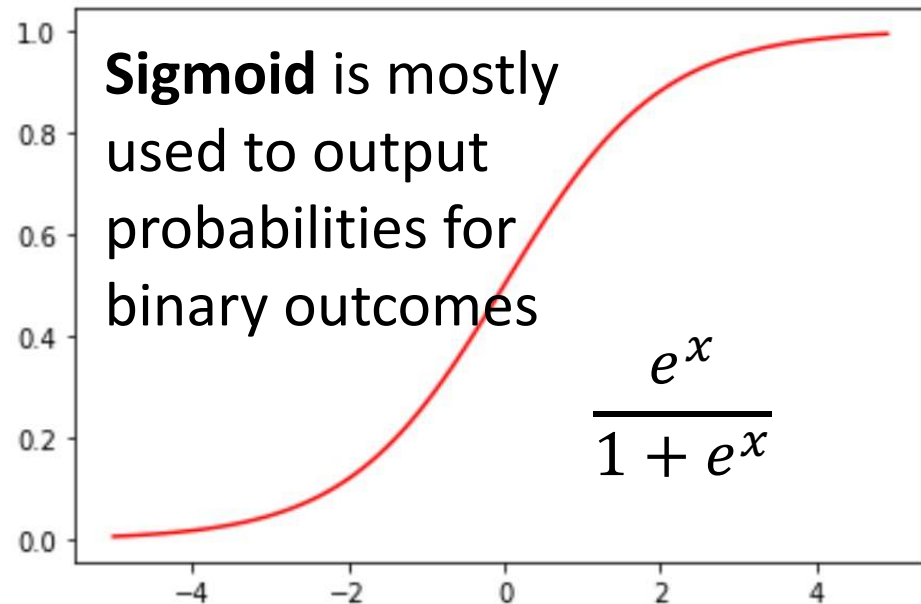 1.0
Sigmoid is mostly
0.8
used to output
probabilities for
0.6
binary outcomes
0.4
e^x
0.2
1 + e^x
0.0
−4 −2 0 2 4